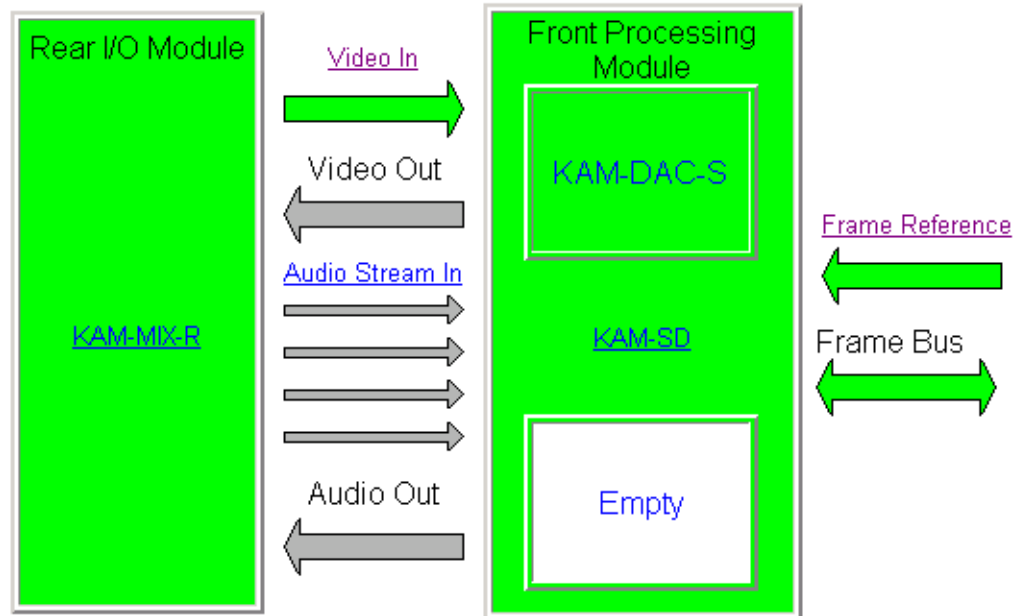 Rear I/O Module
KAM-MIX-R
Video In
Video Out
Audio Stream In
Audio Out
Front Processing
Module
KAM-DAC-S
KAM-SD
Empty
Frame Reference
Frame Bus